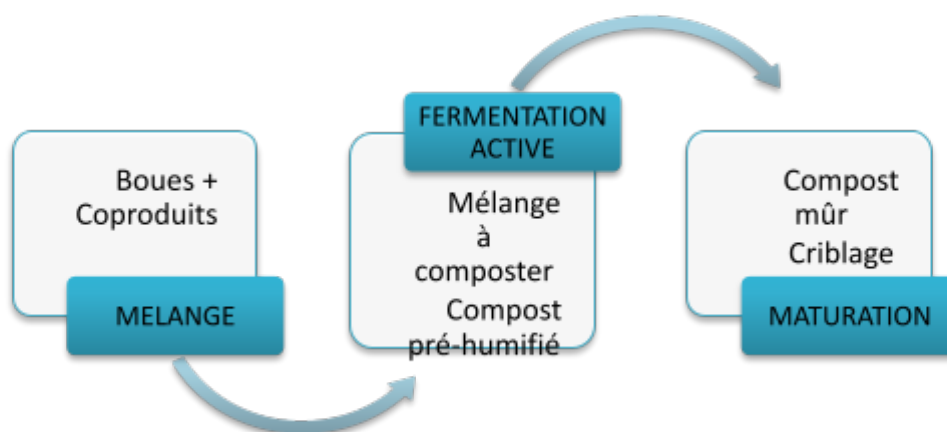 Boues +
Coproduits
MELANGE
FERMENTATION
ACTIVE
Mélange
à
composter
Compost
pré-humifié
Compost
mûr
Criblage
MATURATION